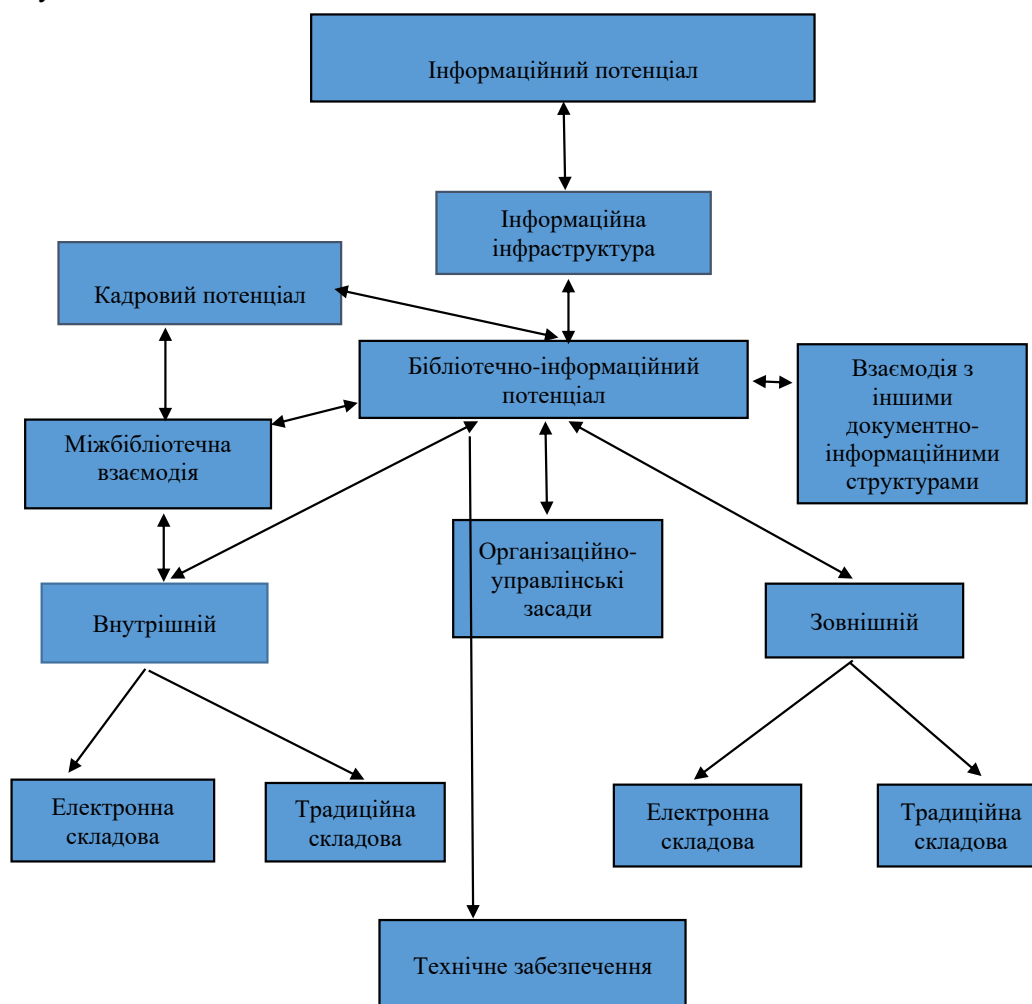 у
Інформаційний потенціал
Інформаційна
інфраструктура
Кадровий потенціал
Бібліотечно-інформаційний
потенціал
Взаємодія з
іншими
документно-
інформаційними
структурами
Міжбібліотечна
взаємодія
Організаційно-
управлінські
засади
Внутрішній
Зовнішній
Електронна
складова
Традиційна
складова
Електронна
складова
Традиційна
складова
Технічне забезпечення